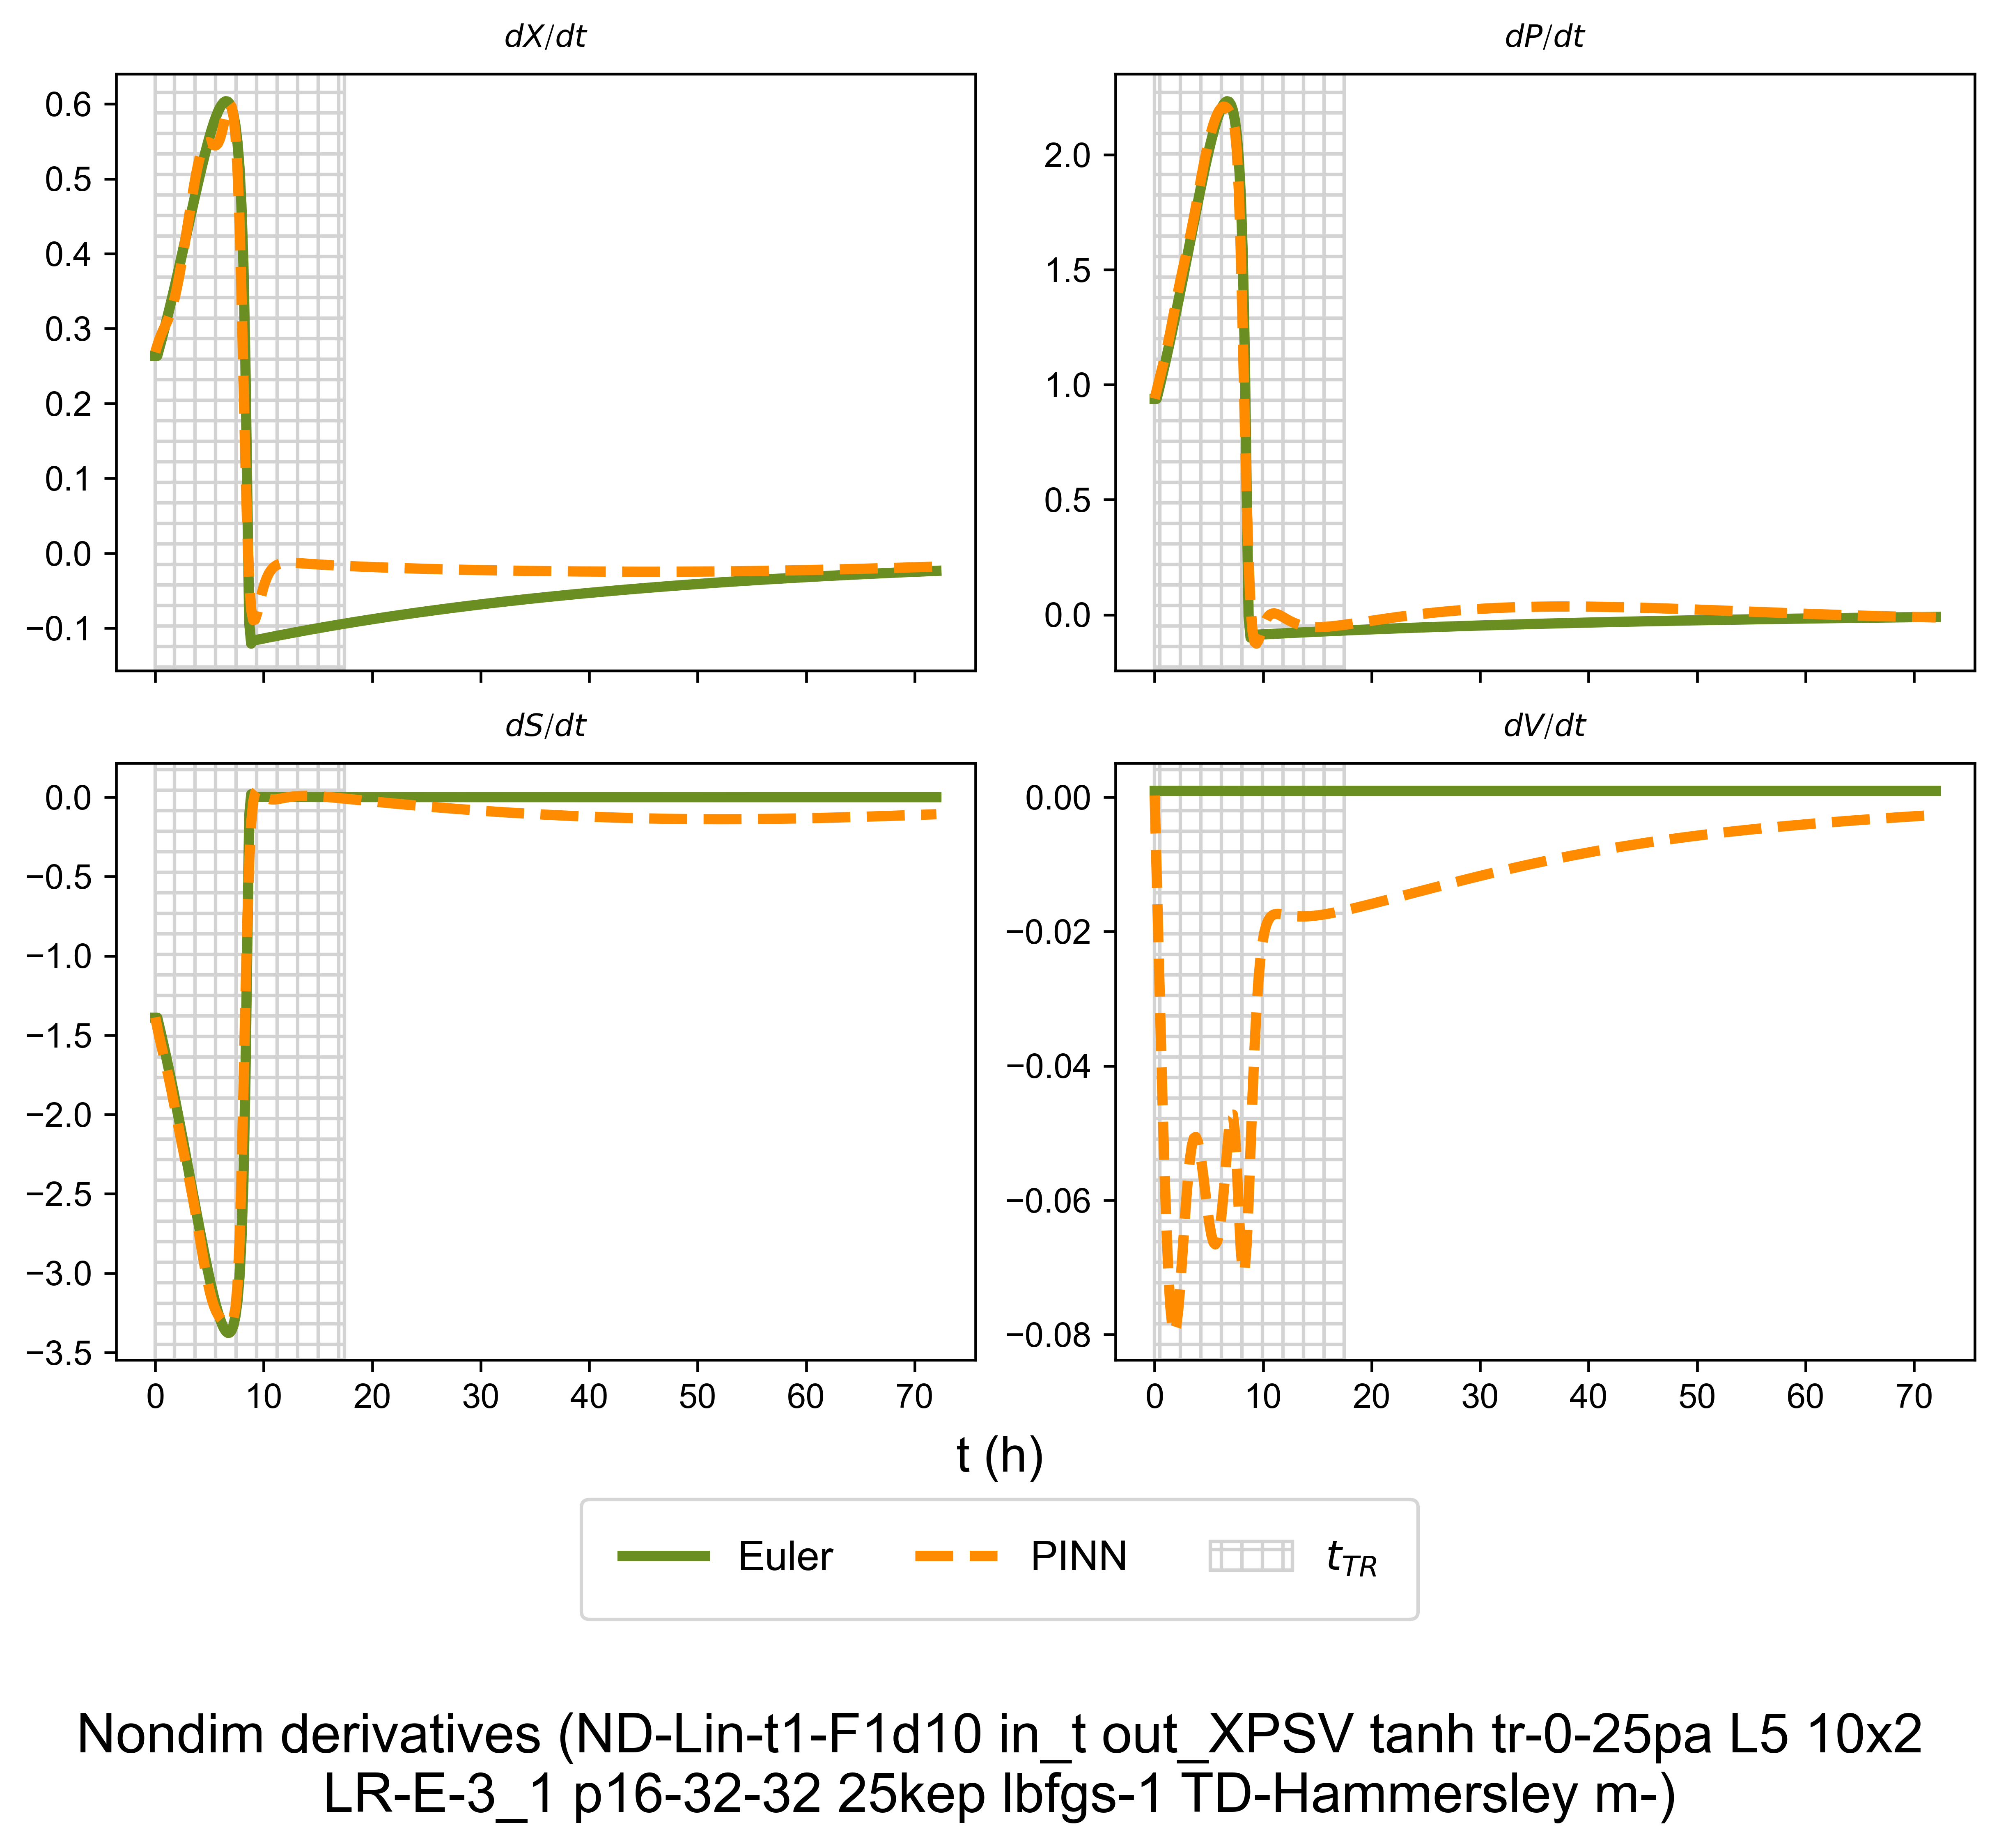 dX/dt
dP/dt
0.6
0.5
0.4
0.3
0.2
0.1
0.0
−0.1
2.0
1.5
1.0
0.5
0.0
dS/dt
dV/dt
0.0
−0.5
−1.0
−1.5
−2.0
−2.5
−3.0
−3.5
0 10 20 30 40 50 60 70
0.00
−0.02
−0.04
−0.06
−0.08
0 10 20 30 40 50 60 70
t (h)
Euler PINN t_TR
Nondim derivatives (ND-Lin-t1-F1d10 in_t out_XPSV tanh tr-0-25pa L5 10x2
LR-E-3_1 p16-32-32 25kep lbfgs-1 TD-Hammersley m-)